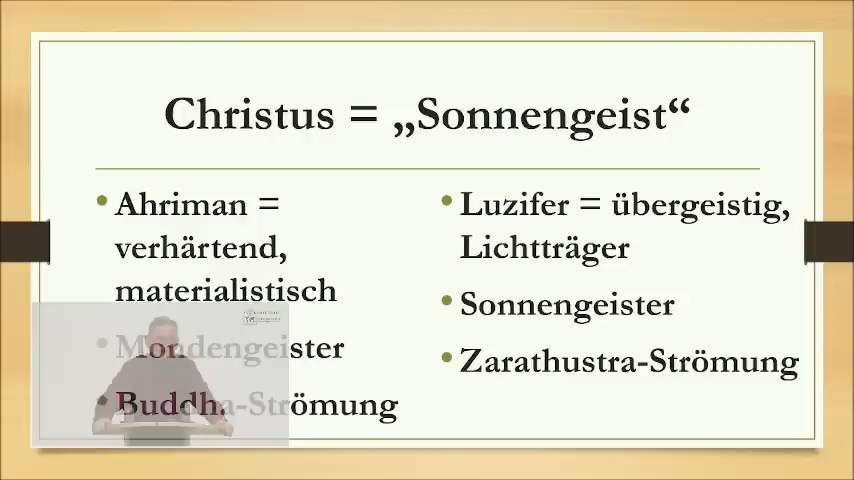 Christus = „Sonnengeist“
• Ahriman =
verhärtend,
materialistisch
• Mondengeister
• Buddha-Strömung
• Luzifer = übergeistig,
Lichtträger
• Sonnengeister
• Zarathustra-Strömung